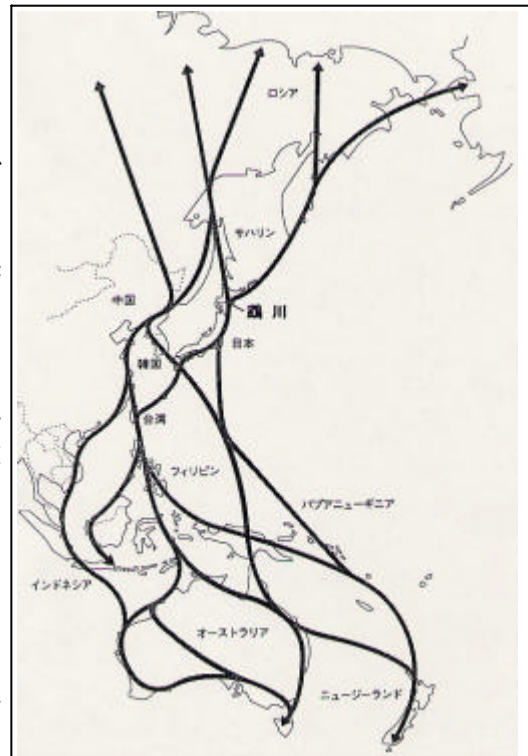 ロシア
サハリン
中国
鵡川
日本
韓国
台湾
フィリピン
パプアニューギニア
インドネシア
オーストラリア
ニュージーランド